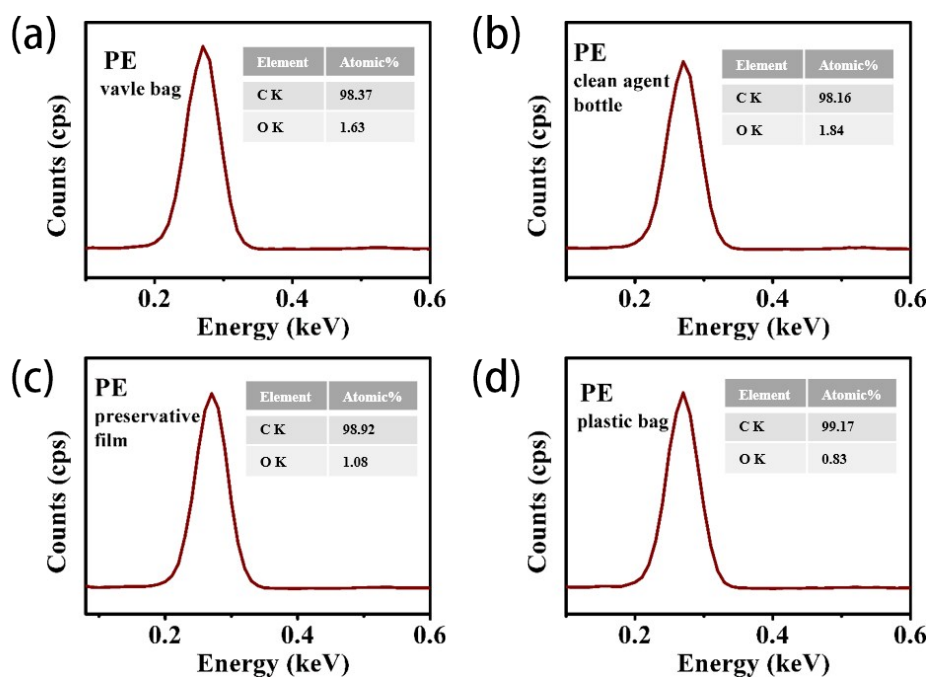 (a)
PE
vavle bag
Element Atomic%
C K 98.37
O K 1.63
Counts (cps)
0.2 0.4 0.6
Energy (keV)
(b)
PE
clean agent
bottle
Element Atomic%
C K 98.16
O K 1.84
Counts (cps)
0.2 0.4 0.6
Energy (keV)
(c)
PE
preservative
film
Element Atomic%
C K 98.92
O K 1.08
Counts (cps)
0.2 0.4 0.6
Energy (keV)
(d)
PE
plastic bag
Element Atomic%
C K 99.17
O K 0.83
Counts (cps)
0.2 0.4 0.6
Energy (keV)